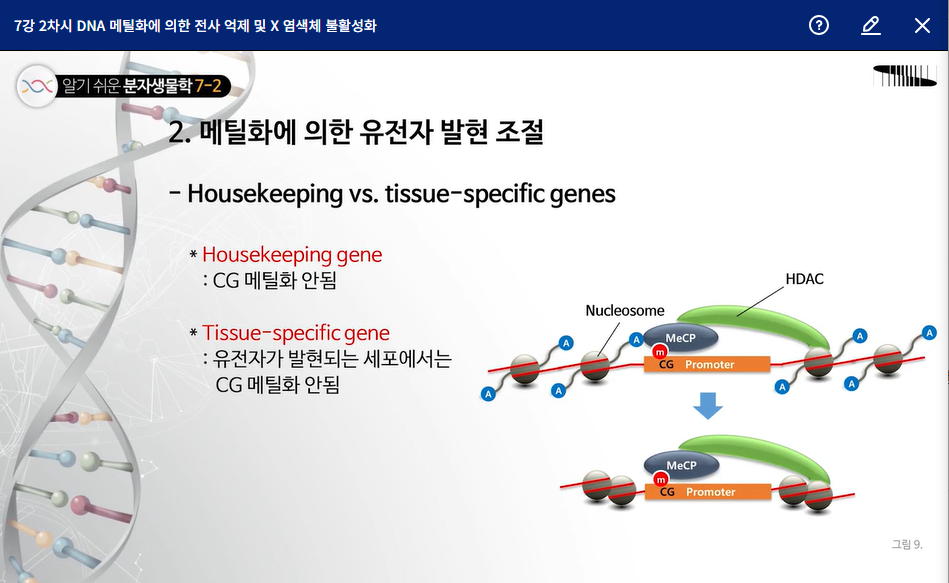 7강 2차시 DNA 메틸화에 의한 전사 억제 및 X 염색체 불활성화
알기 쉬운 분자생물학 7-2
2. 메틸화에 의한 유전자 발현 조절
- Housekeeping vs. tissue-specific genes
* Housekeeping gene
: CG 메틸화 안됨
* Tissue-specific gene
: 유전자가 발현되는 세포에서는
CG 메틸화 안됨
HDAC
Nucleosome
A A MeCP A A
m
CG Promoter
A A A A
MeCP
m
CG Promoter
그림 9.